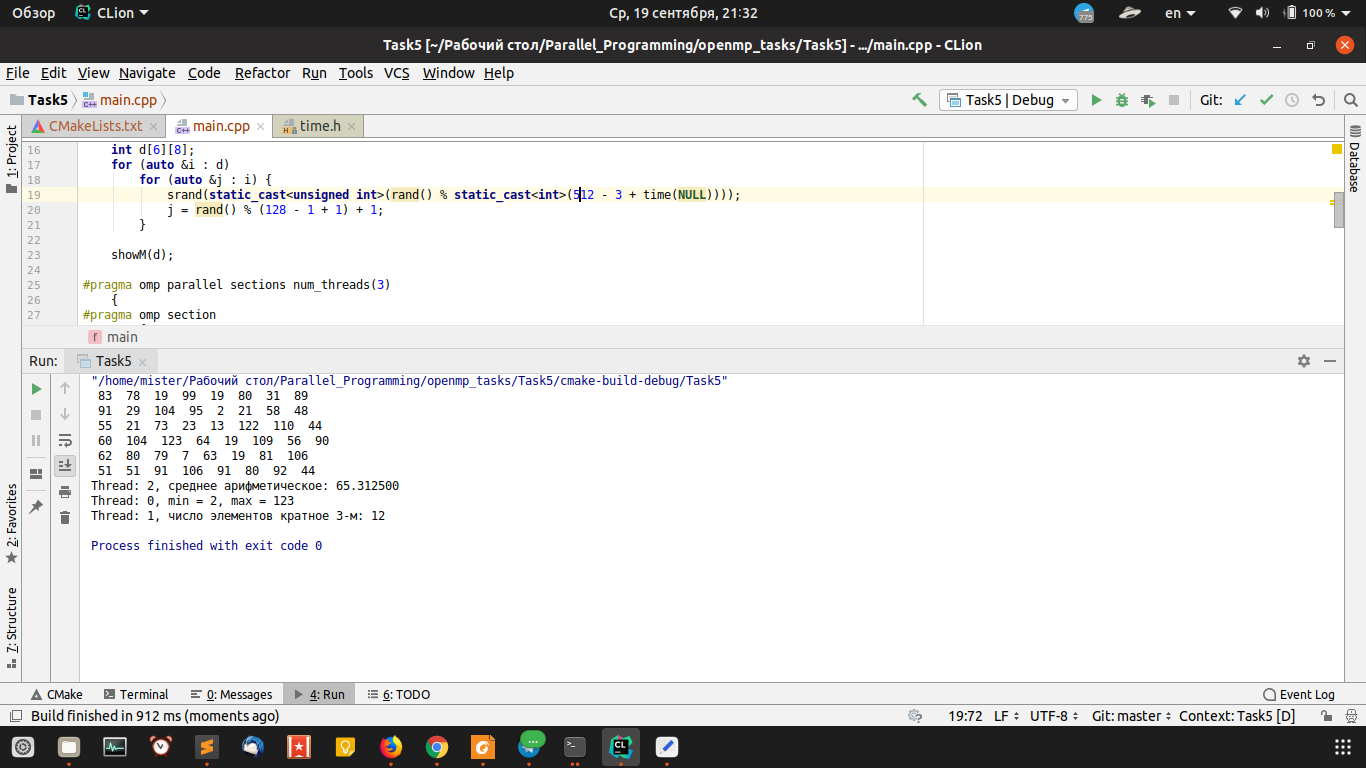 Обзор CLion Ср, 19 сентября, 21:32 775 en 100 %
Task5 [~/Рабочий стол/Parallel_Programming/openmp_tasks/Task5] - .../main.cpp - CLion
File Edit View Navigate Code Refactor Run Tools VCS Window Help
Task5 main.cpp Task5 | Debug Git:
CMakeLists.txt main.cpp time.h
1: Project
Database
16 int d[6][8];
17 for (auto &i : d)
18 for (auto &j : i) {
19 srand(static_cast<unsigned int>(rand() % static_cast<int>(512 - 3 + time(NULL))));
20 j = rand() % (128 - 1 + 1) + 1;
21 }
22
23 showM(d);
24
25 #pragma omp parallel sections num_threads(3)
26 {
27 #pragma omp section
f main
Run: Task5
"/home/mister/Рабочий стол/Parallel_Programming/openmp_tasks/Task5/cmake-build-debug/Task5"
83 78 19 99 19 80 31 89
91 29 104 95 2 21 58 48
55 21 73 23 13 122 110 44
60 104 123 64 19 109 56 90
62 80 79 7 63 19 81 106
51 51 91 106 91 80 92 44
Thread: 2, среднее арифметическое: 65.312500
Thread: 0, min = 2, max = 123
Thread: 1, число элементов кратное 3-м: 12
Process finished with exit code 0
2: Favorites
7: Structure
CMake Terminal 0: Messages 4: Run 6: TODO Event Log
Build finished in 912 ms (moments ago) 19:72 LF UTF-8 Git: master Context: Task5 [D]